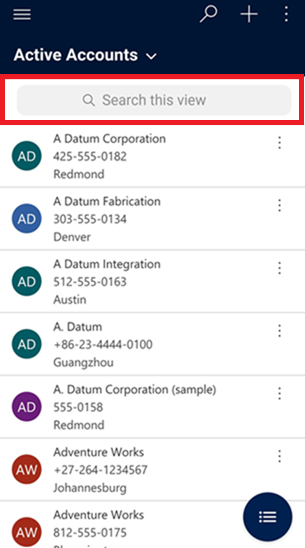 Active Accounts
Search this view
AD
A Datum Corporation
425-555-0182
Redmond
AD
A Datum Fabrication
303-555-0134
Denver
AD
A Datum Integration
512-555-0163
Austin
AD
A. Datum
+86-23-4444-0100
Guangzhou
AD
A. Datum Corporation (sample)
555-0158
Redmond
AW
Adventure Works
+27-264-1234567
Johannesburg
AW
Adventure Works
812-555-0175